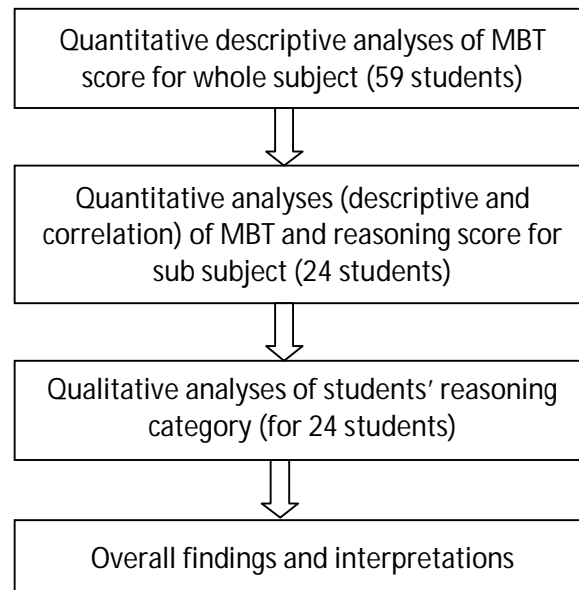 Quantitative descriptive analyses of MBT
score for whole subject (59 students)
Quantitative analyses (descriptive and
correlation) of MBT and reasoning score for
sub subject (24 students)
Qualitative analyses of students’ reasoning
category (for 24 students)
Overall findings and interpretations